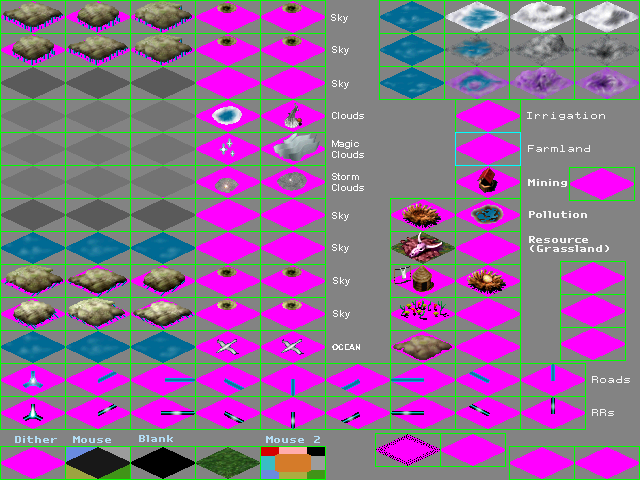 Sky
Sky
Sky
Clouds
Irrigation
Magic
Clouds
Farmland
Storm
Clouds
Mining
Sky
Pollution
Sky
Resource
(Grassland)
Sky
Sky
OCEAN
Roads
RRs
Dither Mouse Blank Mouse 2